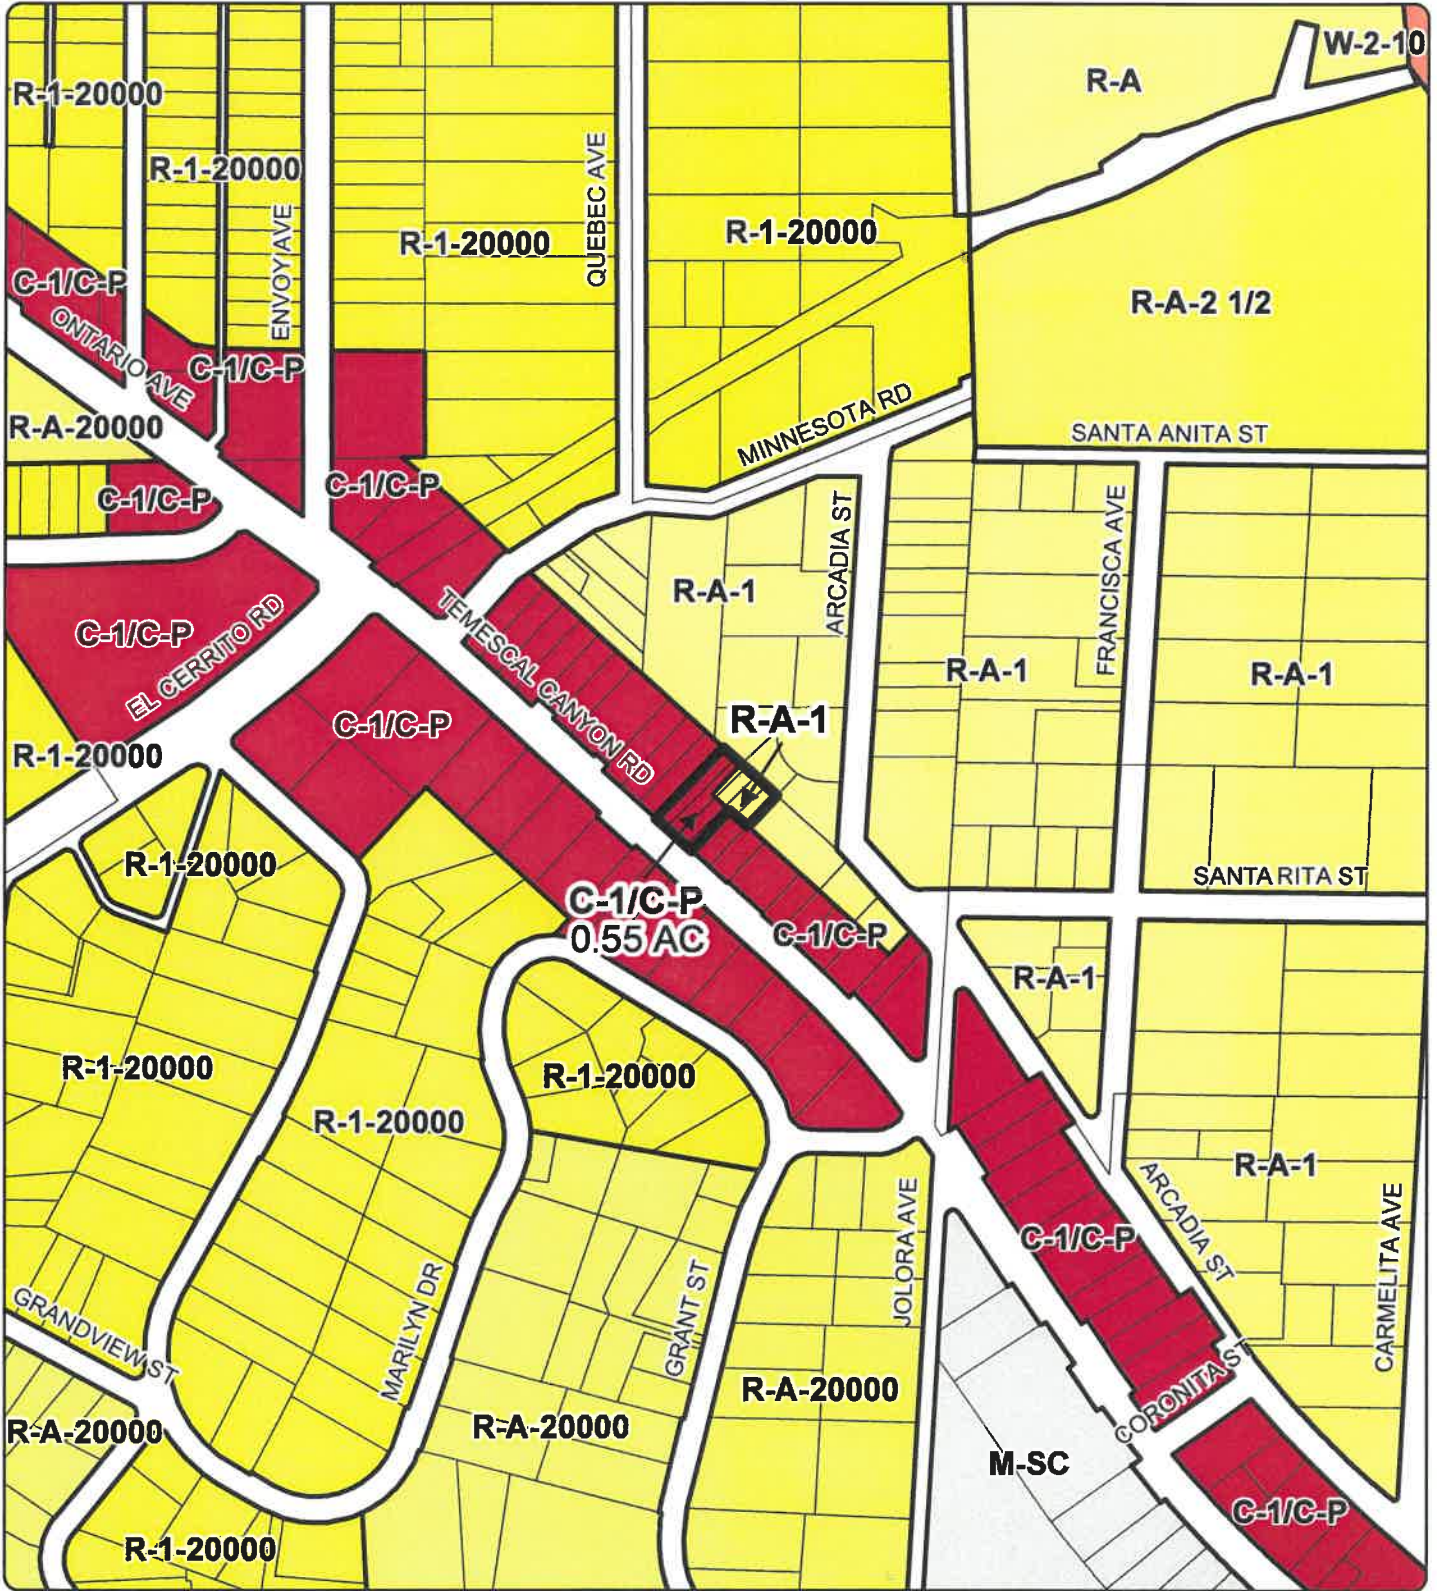 W-2-10
R-A
R-1-20000
R-1-20000
QUEBEC AVE
ENVOY AVE
R-1-20000
R-1-20000
C-1/C-P
R-A-2 1/2
ONTARIO AVE
C-1/C-P
MINNESOTA RD
R-A-20000
SANTA ANITA ST
C-1/C-P
C-1/C-P
ARCADIA ST
FRANCISCA AVE
R-A-1
C-1/C-P
EL CERRITO RD
TEMESCAL CANYON RD
R-A-1
R-A-1
C-1/C-P
R-A-1
R-1-20000
R-1-20000
SANTA RITA ST
C-1/C-P
0.55 AC
C-1/C-P
R-A-1
R-1-20000
R-1-20000
R-1-20000
R-A-1
ARCADIA ST
JOLORA AVE
C-1/C-P
CARMELITA AVE
GRANDVIEW ST
MARILYN DR
GRANT ST
R-A-20000
CORONITA ST
R-A-20000
R-A-20000
M-SC
C-1/C-P
R-1-20000